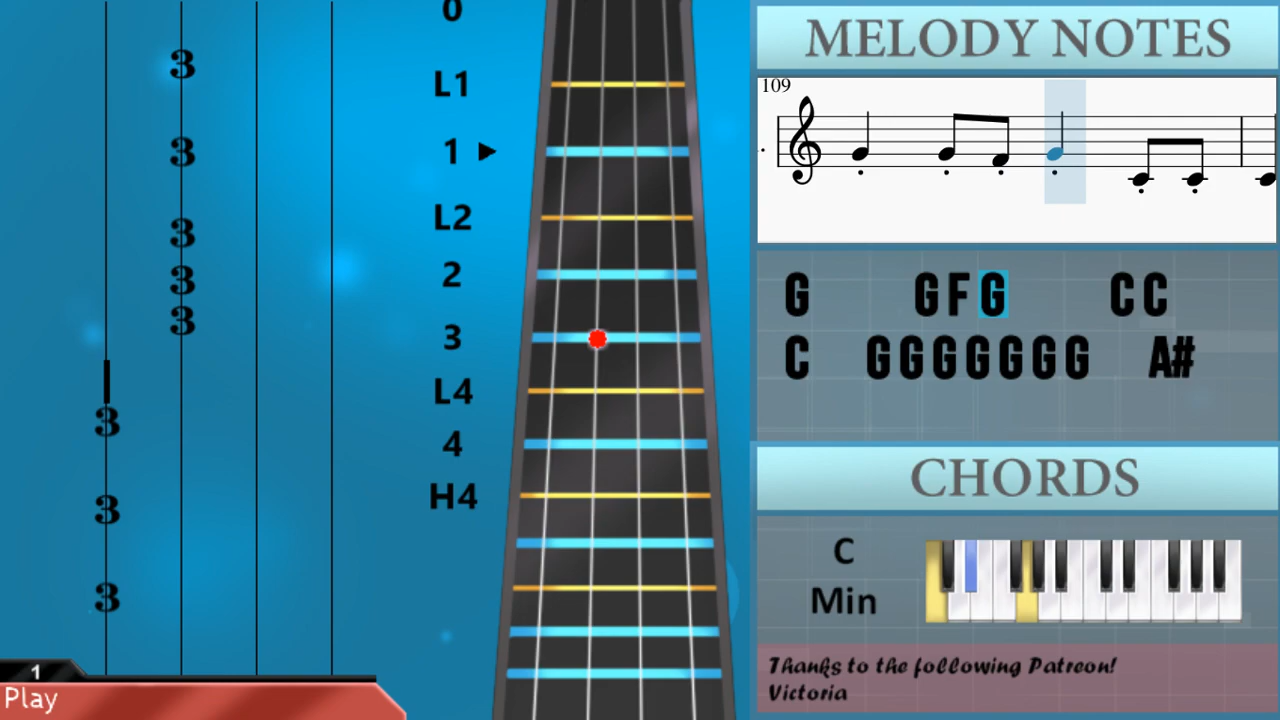 3
3
3
3
3
3
3
3
1
Play
0
L1
1
L2
2
3
L4
4
H4
MELODY NOTES
109
G GFG CC
C GGGGGGG A#
CHORDS
C
Min
Thanks to the following Patreon!
Victoria